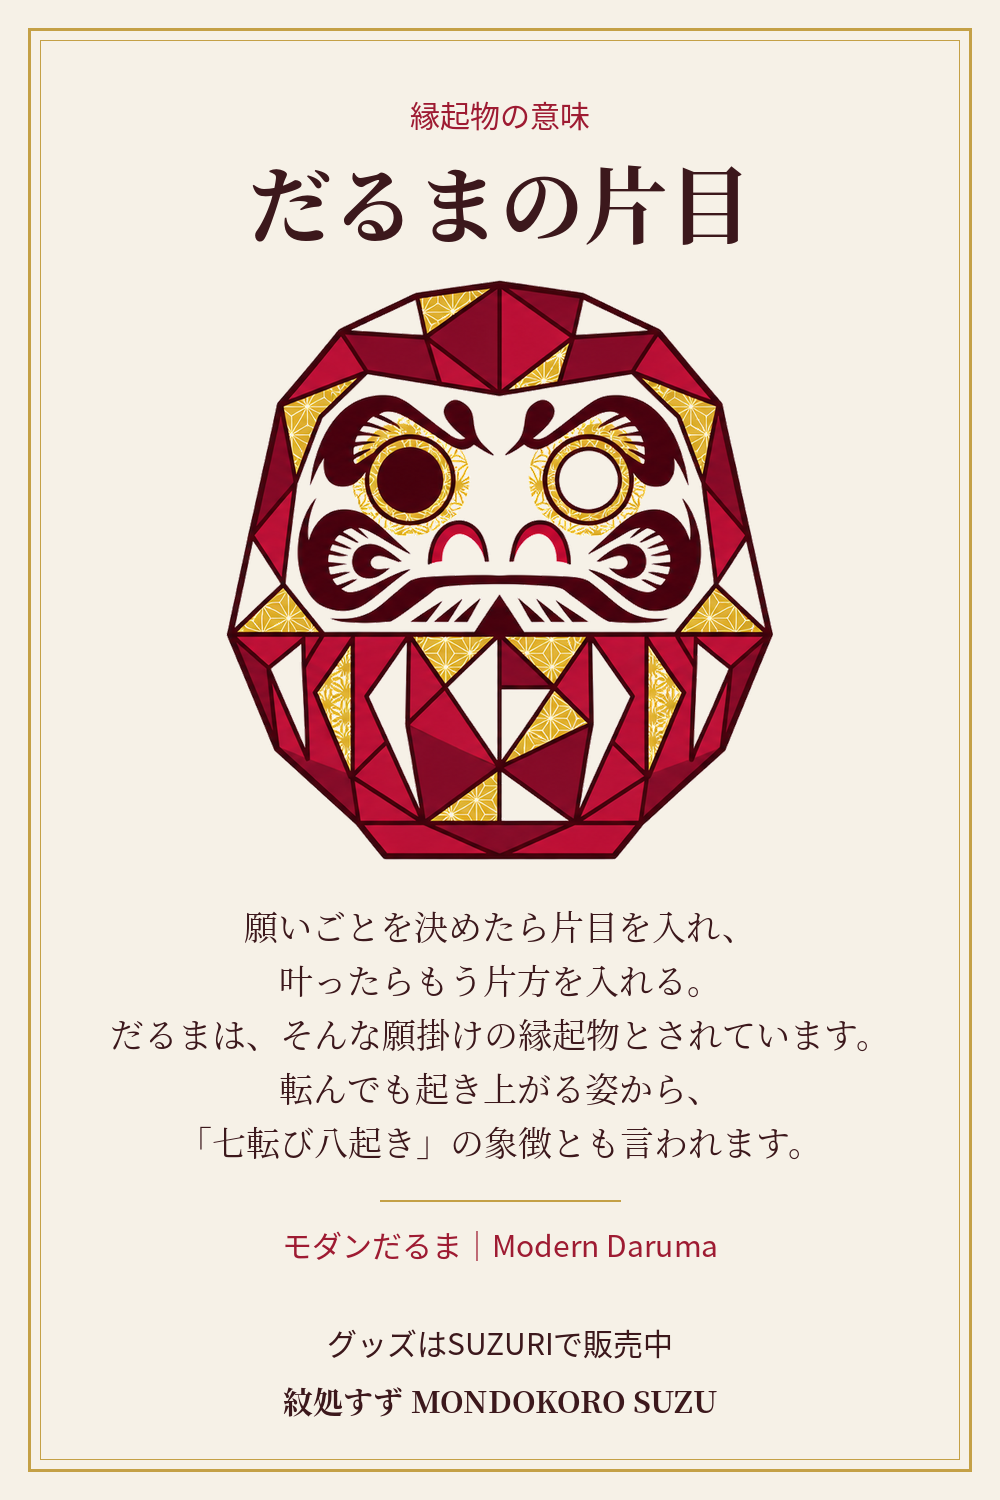 縁起物の意味
だるまの片目
願いごとを決めたら片目を入れ、
叶ったらもう片方を入れる。
だるまは、そんな願掛けの縁起物とされています。
転んでも起き上がる姿から、
「七転び八起き」の象徴とも言われます。
モダンだるま｜Modern Daruma
グッズはSUZURIで販売中
紋処すず MONDOKORO SUZU